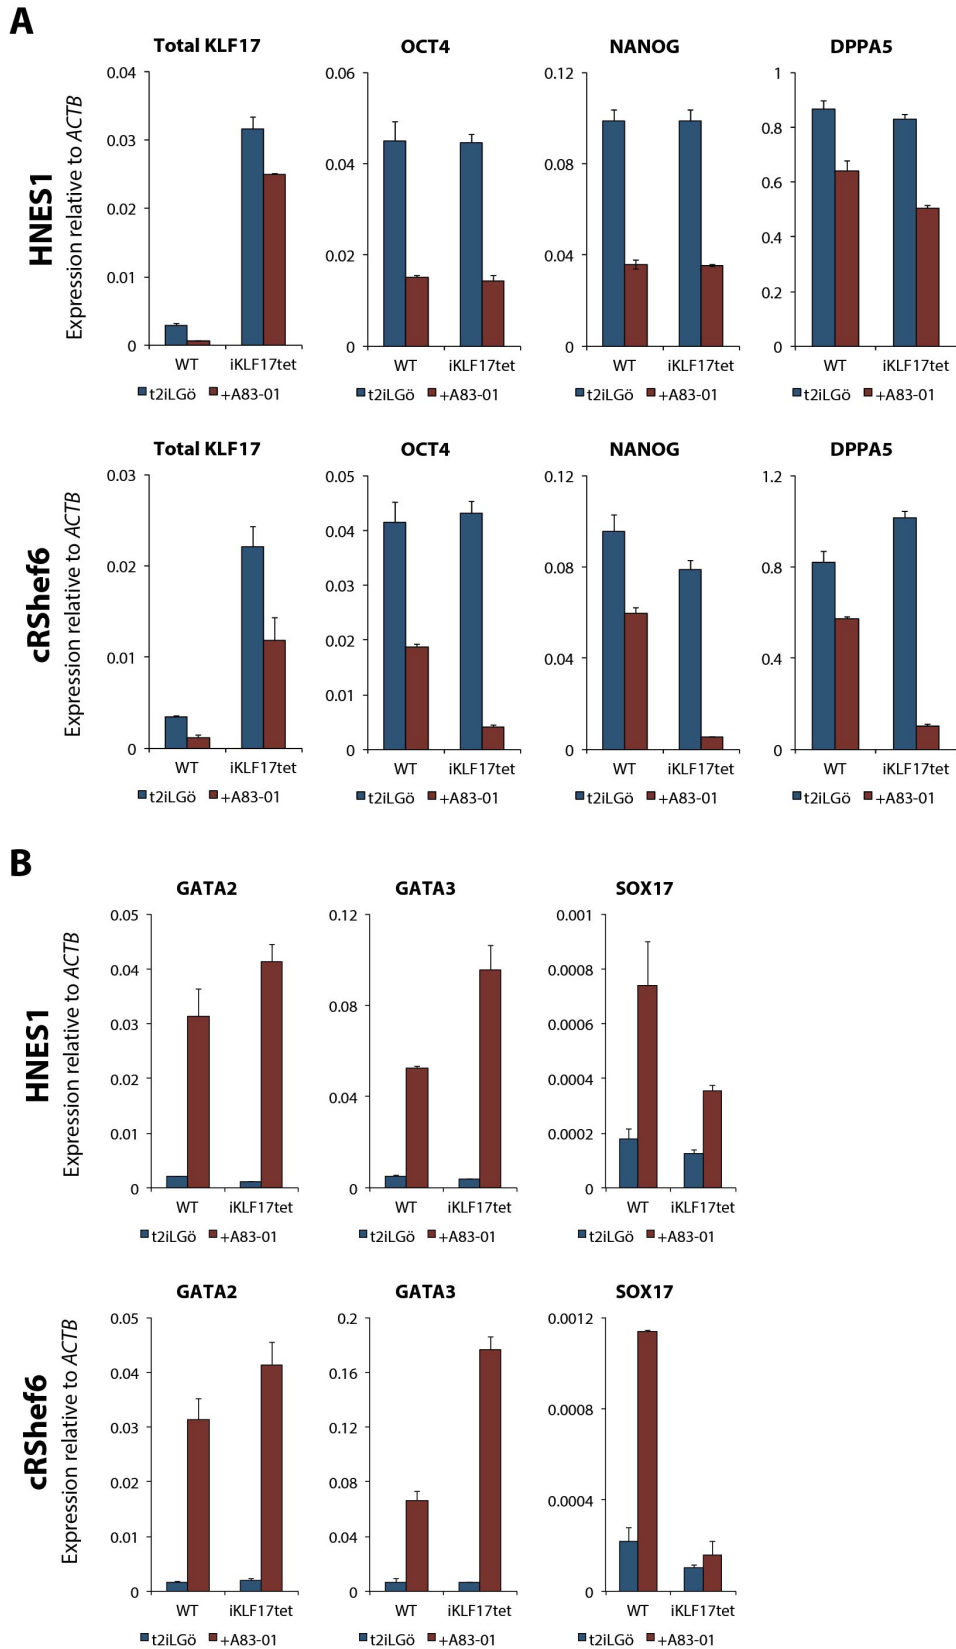 A
Total KLF17 OCT4 NANOG DPPA5
HNES1
Expression relative to ACTB
0.04 0.06 0.12 1
0.03 0.04 0.08 0.8
0.02 0.02 0.04 0.6
0.01 0 0 0.4
0 0.2
0
WT iKLF17tet WT iKLF17tet WT iKLF17tet WT iKLF17tet
t2iLGö +A83-01 t2iLGö +A83-01 t2iLGö +A83-01 t2iLGö +A83-01
Total KLF17 OCT4 NANOG DPPA5
cRShef6
Expression relative to ACTB
0.03 0.05 0.12 1.2
0.02 0.04 0.08 0.8
0.01 0.03 0.04 0.4
0 0.02 0 0
0.01
0
WT iKLF17tet WT iKLF17tet WT iKLF17tet WT iKLF17tet
t2iLGö +A83-01 t2iLGö +A83-01 t2iLGö +A83-01 t2iLGö +A83-01
B
GATA2 GATA3 SOX17
HNES1
Expression relative to ACTB
0.05 0.12 0.001
0.04 0.08 0.0008
0.03 0.04 0.0006
0.02 0 0.0004
0.01 0.0002
0 0
WT iKLF17tet WT iKLF17tet WT iKLF17tet
t2iLGö +A83-01 t2iLGö +A83-01 t2iLGö +A83-01
GATA2 GATA3 SOX17
cRShef6
Expression relative to ACTB
0.05 0.2 0.0012
0.04 0.16 0.0008
0.03 0.12 0.0004
0.02 0.08 0
0.01 0.04
0 0
WT iKLF17tet WT iKLF17tet WT iKLF17tet
t2iLGö +A83-01 t2iLGö +A83-01 t2iLGö +A83-01